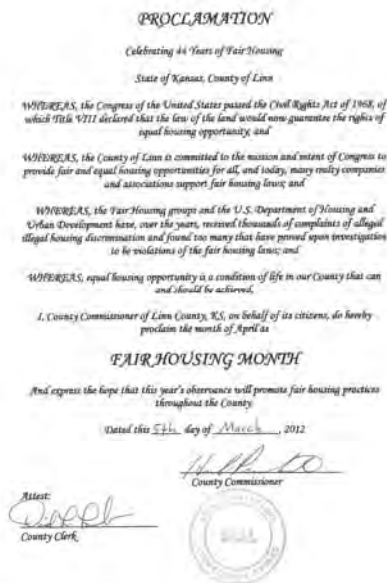 PROCLAMATION
Celebrating 44 Years of Fair Housing
State of Kansas, County of Linn
WHEREAS, the Congress of the United States passed the Civil Rights Act of 1968, of
which Title VIII declared that the law of the land would now guarantee the rights of
equal housing opportunity; and
WHEREAS, the County of Linn is committed to the mission and intent of Congress to
provide fair and equal housing opportunities for all, and today, many realty companies
and associations support fair housing laws; and
WHEREAS, the Fair Housing groups and the U.S. Department of Housing and
Urban Development have, over the years, received thousands of complaints of alleged
illegal housing discrimination and found too many that have proved upon investigation
to be violations of the fair housing laws; and
WHEREAS, equal housing opportunity is a condition of life in our County that can
and should be achieved,
I, County Commissioner of Linn County, KS, on behalf of its citizens, do hereby
proclaim the month of April as
FAIR HOUSING MONTH
And express the hope that this year's observance will promote fair housing practices
throughout the County.
Dated this 5th day of March, 2012
County Commissioner
Attest:
County Clerk